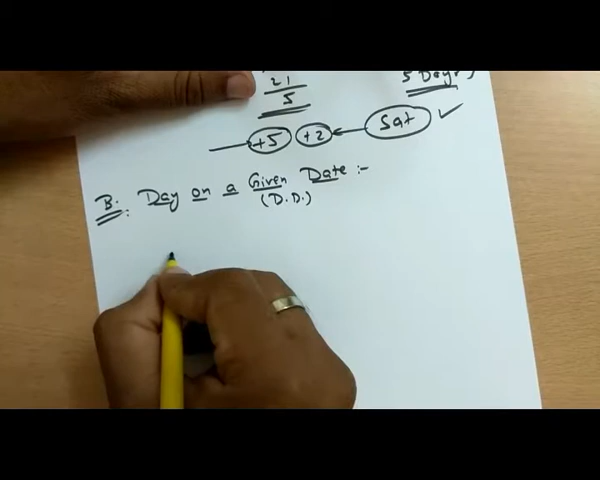 21
5
5 Days
+5 +2 Sat
B. : Day on a Given Date :-
(D.D.)